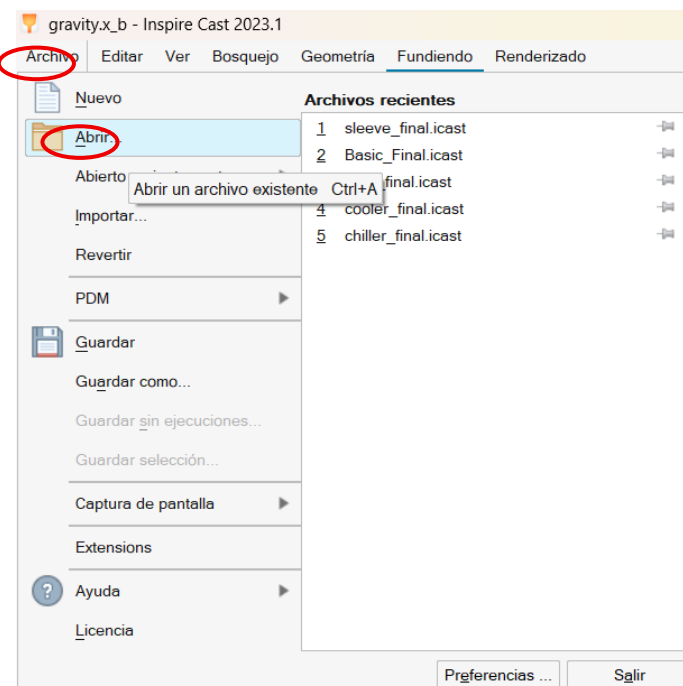 gravity.x_b - Inspire Cast 2023.1
Archivo Editar Ver Bosquejo Geometría Fundiendo Renderizado
Nuevo
Abrir...
Abierto
Importar...
Revertir
PDM
Guardar
Guardar como...
Guardar sin ejecuciones...
Guardar selección...
Captura de pantalla
Extensions
? Ayuda
Licencia
Abrir un archivo existente Ctrl+A
Archivos recientes
1 sleeve_final.icast
2 Basic_Final.icast
final.icast
4 cooler_final.icast
5 chiller_final.icast
Preferencias ... Salir